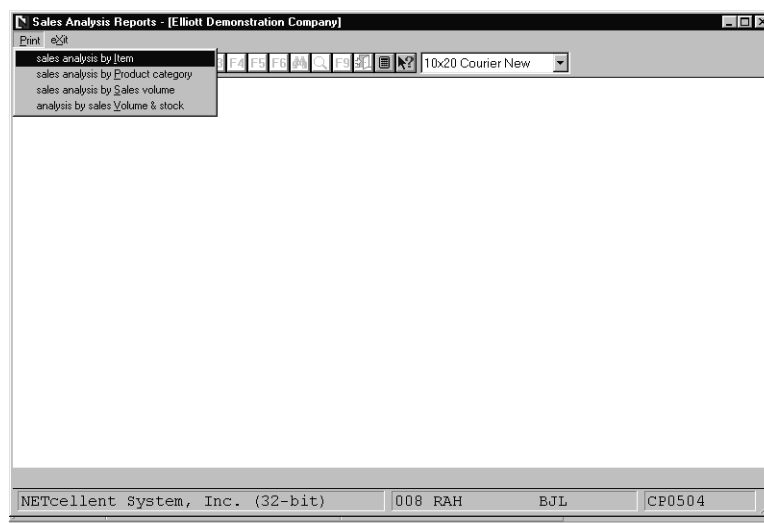 Sales Analysis Reports - [Elliott Demonstration Company]
Print eXit
sales analysis by Item
sales analysis by Product category
sales analysis by Sales volume
analysis by sales Volume & stock
F4 F5 F6 F9 10x20 Courier New
NETcellent System, Inc. (32-bit) 008 RAH BJL CP0504